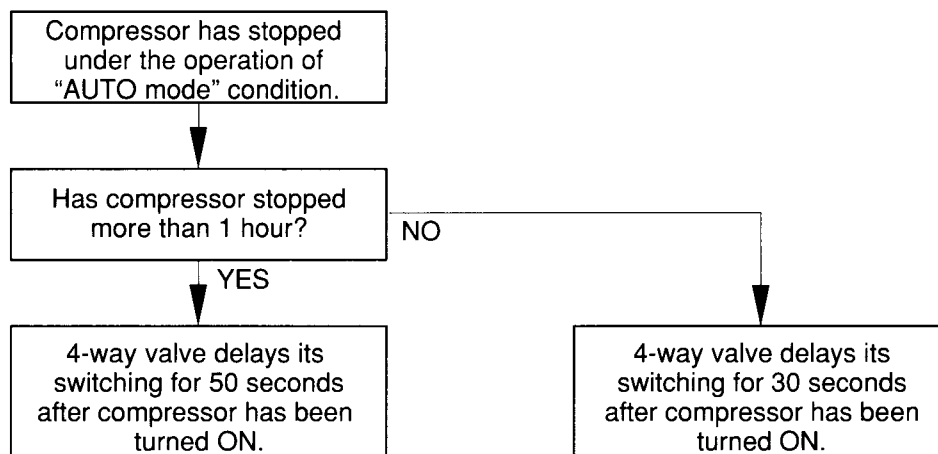 Compressor has stopped
under the operation of
“AUTO mode” condition.
Has compressor stopped
more than 1 hour?
NO
YES
4-way valve delays its
switching for 50 seconds
after compressor has been
turned ON.
4-way valve delays its
switching for 30 seconds
after compressor has been
turned ON.